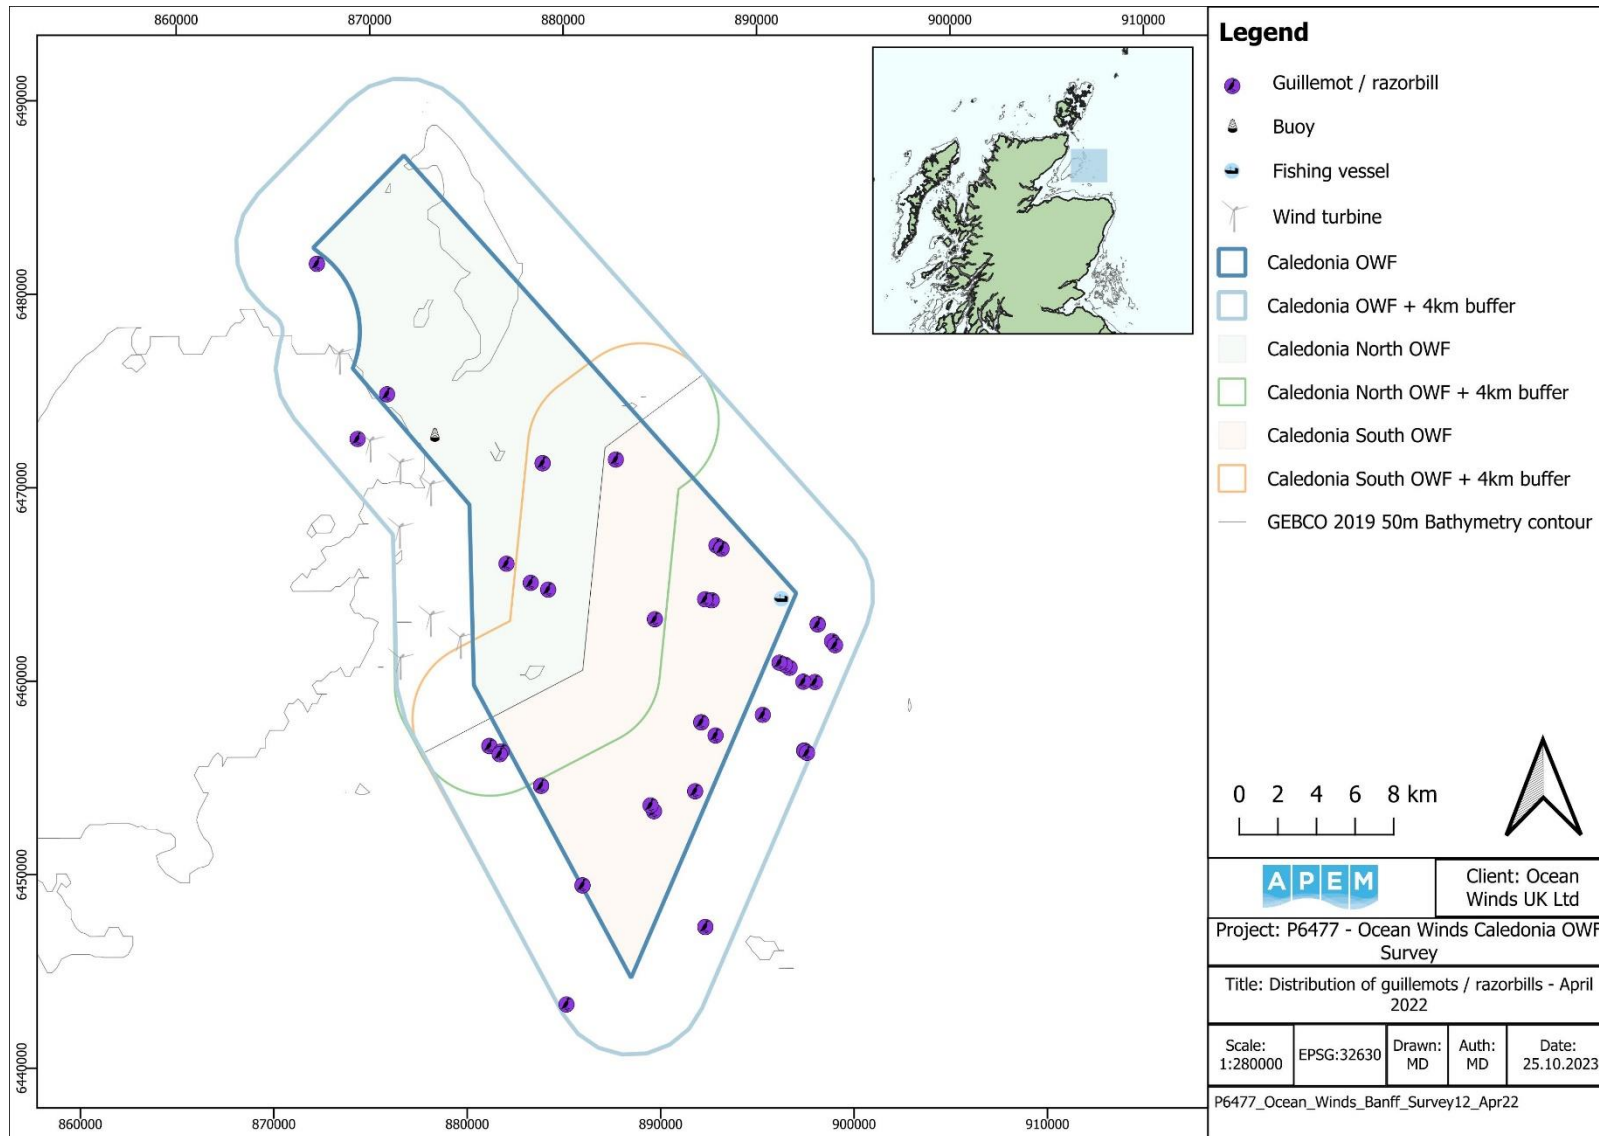 860000 870000 880000 890000 900000 910000
6490000
6480000
6470000
6460000
6450000
6440000
860000 870000 880000 890000 900000 910000
0 2 4 6 8 km
Legend
Guillemot / razorbill
Buoy
Fishing vessel
Wind turbine
Caledonia OWF
Caledonia OWF + 4km buffer
Caledonia North OWF
Caledonia North OWF + 4km buffer
Caledonia South OWF
Caledonia South OWF + 4km buffer
GEBCO 2019 50m Bathymetry contour
APEM
Client: Ocean
Winds UK Ltd
Project: P6477 - Ocean Winds Caledonia OWF
Survey
Title: Distribution of guillemots / razorbills - April
2022
Scale:
1:280000
EPSG:32630
Drawn:
MD
Auth:
MD
Date:
25.10.2023
P6477_Ocean_Winds_Banff_Survey12_Apr22